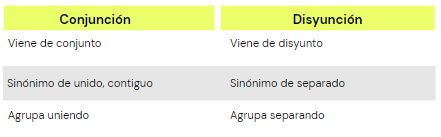 Conjunción Disyunción
Viene de conjunto Viene de disyunto
Sinónimo de unido, contiguo Sinónimo de separado
Agrupa uniendo Agrupa separando